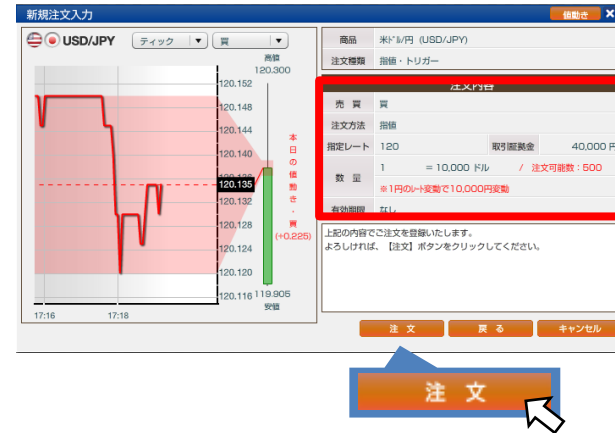 新規注文入力
値動き ×
USD/JPY ティック ▼ 買 ▼
高値
120.300
120.152
120.148
120.144
120.140
120.135
120.132
120.128
120.124
120.120
120.116
本日の値動き・買
(+0.225)
119.905
安値
17:16 17:18
商品 米ドル/円 (USD/JPY)
注文種類 指値・トリガー
注文内容
売 買 買
注文方法 指値
指定レート 120 取引証拠金 40,000 円
数 量 1 = 10,000 ドル / 注文可能数：500
※1円のレート変動で10,000円変動
有効期限 なし
上記の内容でご注文を登録いたします。
よろしければ、【注文】ボタンをクリックしてください。
注 文 戻 る キャンセル
注 文